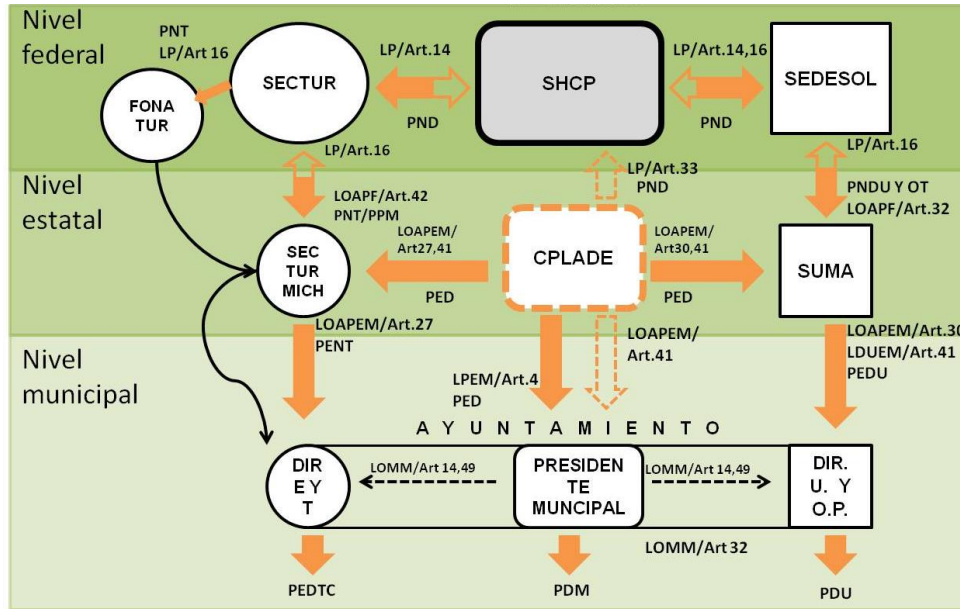 Nivel
federal
PNT
LP/Art 16
FONA
TUR
SECTUR
LP/Art.14
PND
SHCP
LP/Art.14,16
PND
SEDESOL
LP/Art.16
LP/Art.33
PND
LP/Art.16
Nivel
estatal
LOAPF/Art.42
PNT/PPM
PNDU Y OT
LOAPF/Art.32
SEC
TUR
MICH
LOAPEM/
Art27,41
PED
CPLADE
LOAPEM/
Art30,41
PED
SUMA
LOAPEM/Art.27
PENT
LOAPEM/
Art.41
LOAPEM/Art.30
LDUEM/Art.41
PEDU
Nivel
municipal
LPEM/Art.4
PED
A Y U N T A M I E N T O
DIR
E Y
T
LOMM/Art 14,49
PRESIDEN
TE
MUNCIPAL
LOMM/Art 14,49
DIR.
U. Y
O.P.
LOMM/Art 32
PEDTC
PDM
PDU